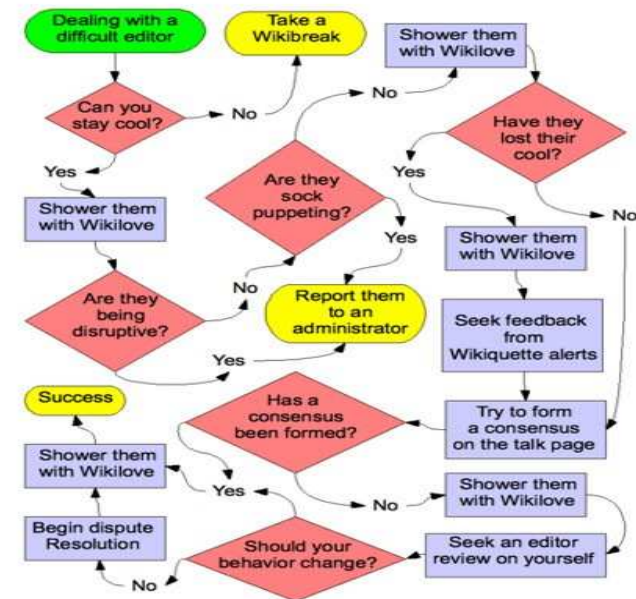 Dealing with a
difficult editor
Take a
Wikibreak
Can you
stay cool?
No
Yes
Shower them
with Wikilove
Are they
being
disruptive?
No
Yes
Are they
sock
puppeting?
No
Yes
Report them
to an
administrator
Shower them
with Wikilove
Have they
lost their
cool?
Yes
No
Shower them
with Wikilove
Seek feedback
from
Wikiquette alerts
Try to form
a consensus
on the talk page
Has a
consensus
been formed?
Yes
No
Shower them
with Wikilove
Seek an editor
review on yourself
Should your
behavior change?
No
Begin dispute
Resolution
Shower them
with Wikilove
Success